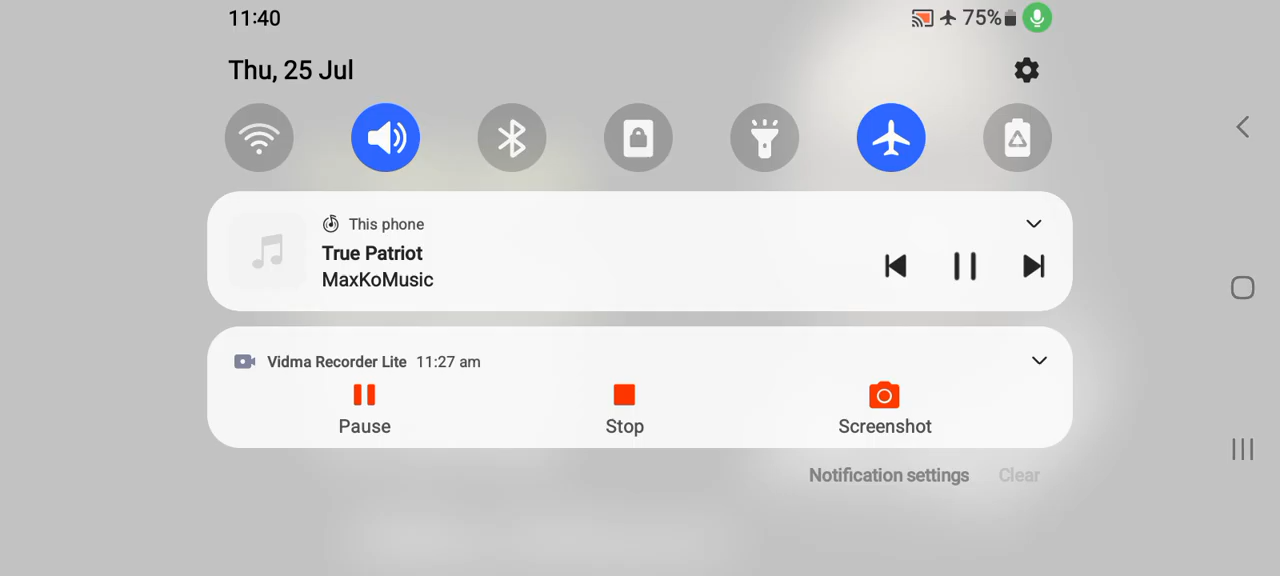 11:40 75%
Thu, 25 Jul
This phone
True Patriot
MaxKoMusic
Vidma Recorder Lite 11:27 am
Pause Stop Screenshot
Notification settings Clear